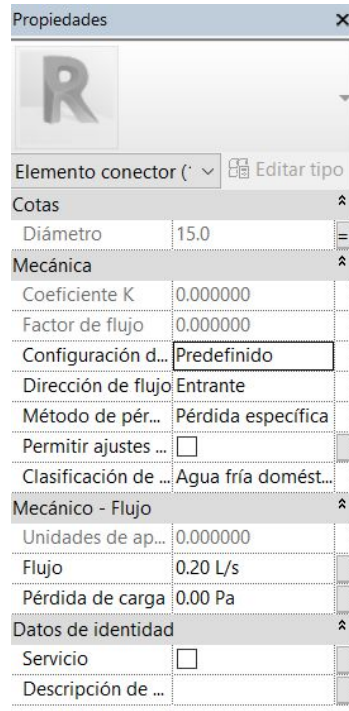 Propiedades
Elemento conector (
Editar tipo
Cotas
Diámetro 15.0 =
Mecánica
Coeficiente K 0.000000
Factor de flujo 0.000000
Configuración d... Predefinido
Dirección de flujo Entrante
Método de pér... Pérdida específica
Permitir ajustes ...
Clasificación de ... Agua fría domést...
Mecánico - Flujo
Unidades de ap... 0.000000
Flujo 0.20 L/s
Pérdida de carga 0.00 Pa
Datos de identidad
Servicio
Descripción de ...